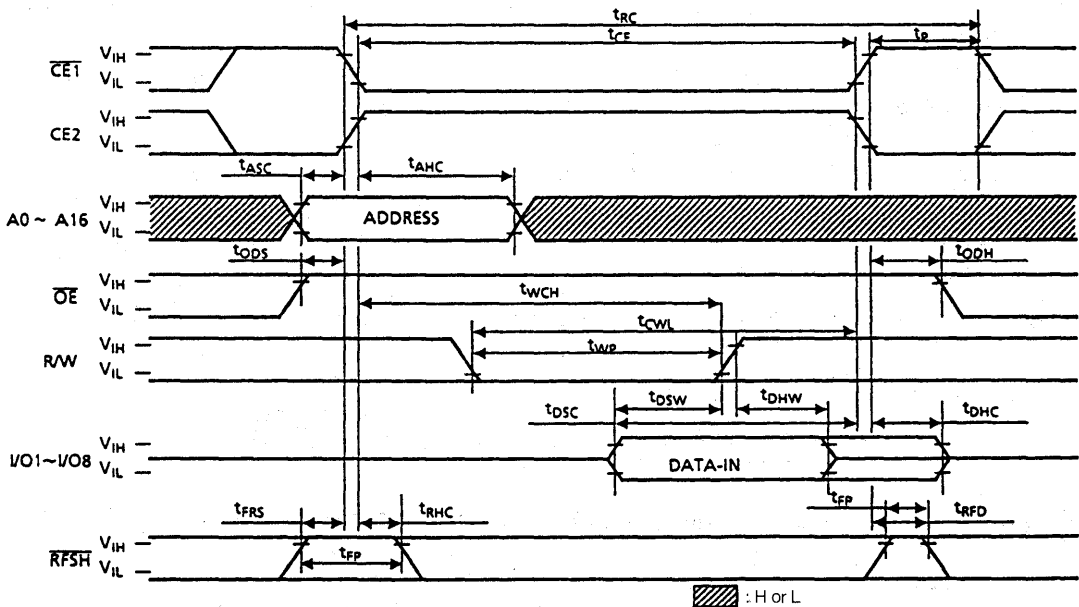 tRC
tCE
tP
CE1 VIH
VIL
CE2 VIH
VIL
tASC tAHC
A0 ~ A16 VIH
VIL
ADDRESS
tODS tODH
OE VIH
VIL
tWCH
tCWL
R/W VIH
VIL
tWP
tDSC tDSW tDHW tDHC
I/O1~I/O8 VIH
VIL
DATA-IN
tFRS tRHC tFP tRFD
RFSH VIH
VIL
tFP
: H or L